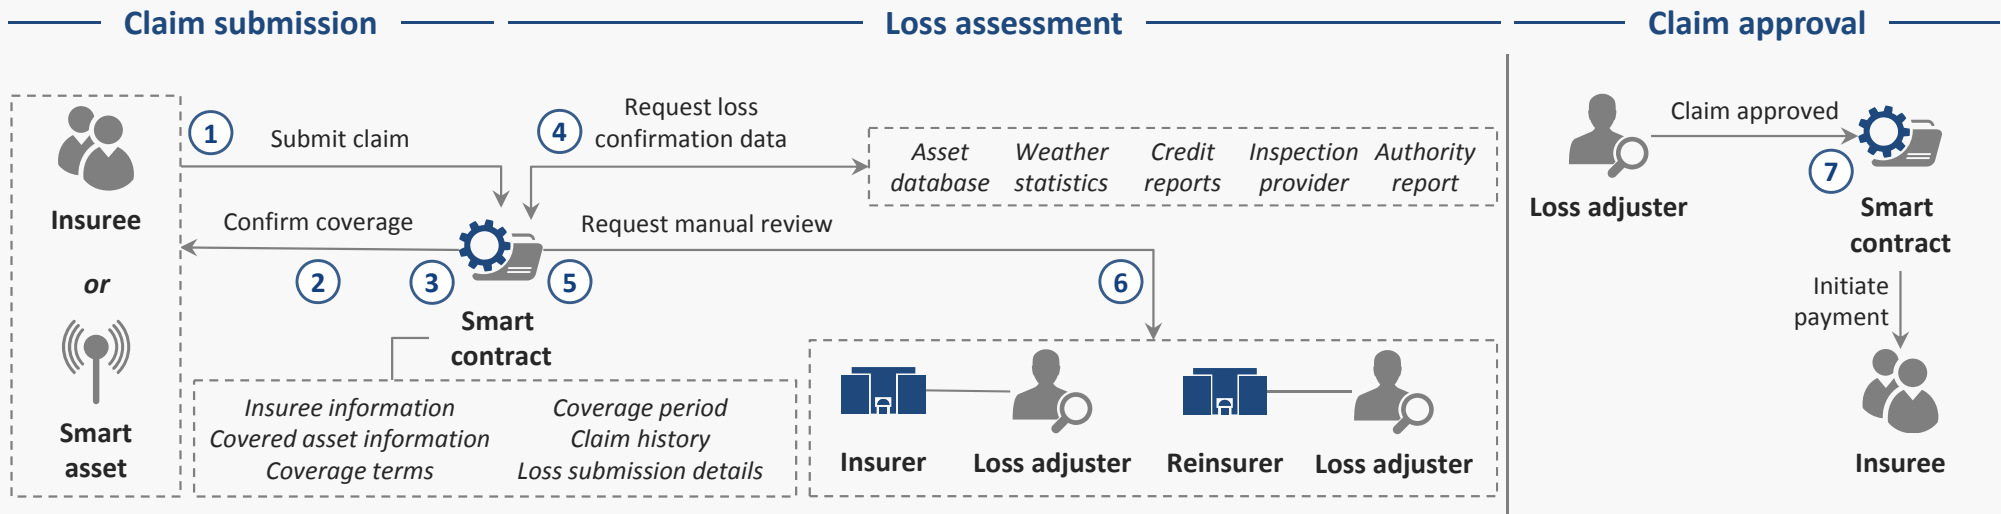 Claim submission
Loss assessment
Claim approval
Insuree
or
Smart
asset
1
Submit claim
Confirm coverage
2
3
Smart
contract
5
Insuree information
Covered asset information
Coverage terms
Coverage period
Claim history
Loss submission details
4
Request loss
confirmation data
Asset
database
Weather
statistics
Credit
reports
Inspection
provider
Authority
report
Request manual review
6
Insurer
Loss adjuster
Reinsurer
Loss adjuster
Loss adjuster
Claim approved
7
Smart
contract
Initiate
payment
Insuree